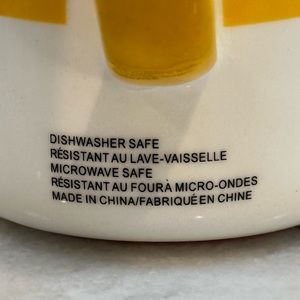 DISHWASHER SAFE
RÉSISTANT AU LAVE-VAISSELLE
MICROWAVE SAFE
RÉSISTANT AU FOURÀ MICRO-ONDES
MADE IN CHINA/FABRIQUÉ EN CHINE